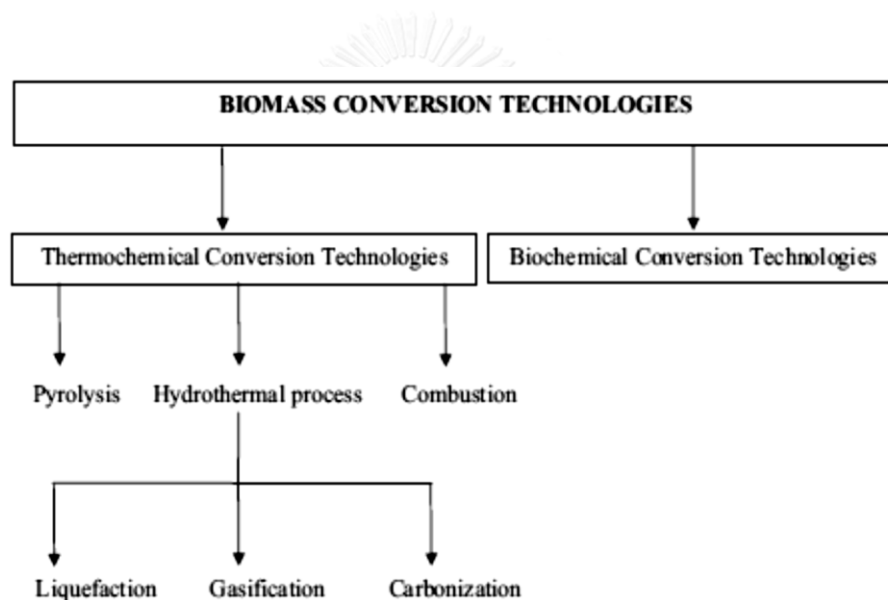 BIOMASS CONVERSION TECHNOLOGIES
Thermochemical Conversion Technologies
Biochemical Conversion Technologies
Pyrolysis
Hydrothermal process
Combustion
Liquefaction
Gasification
Carbonization